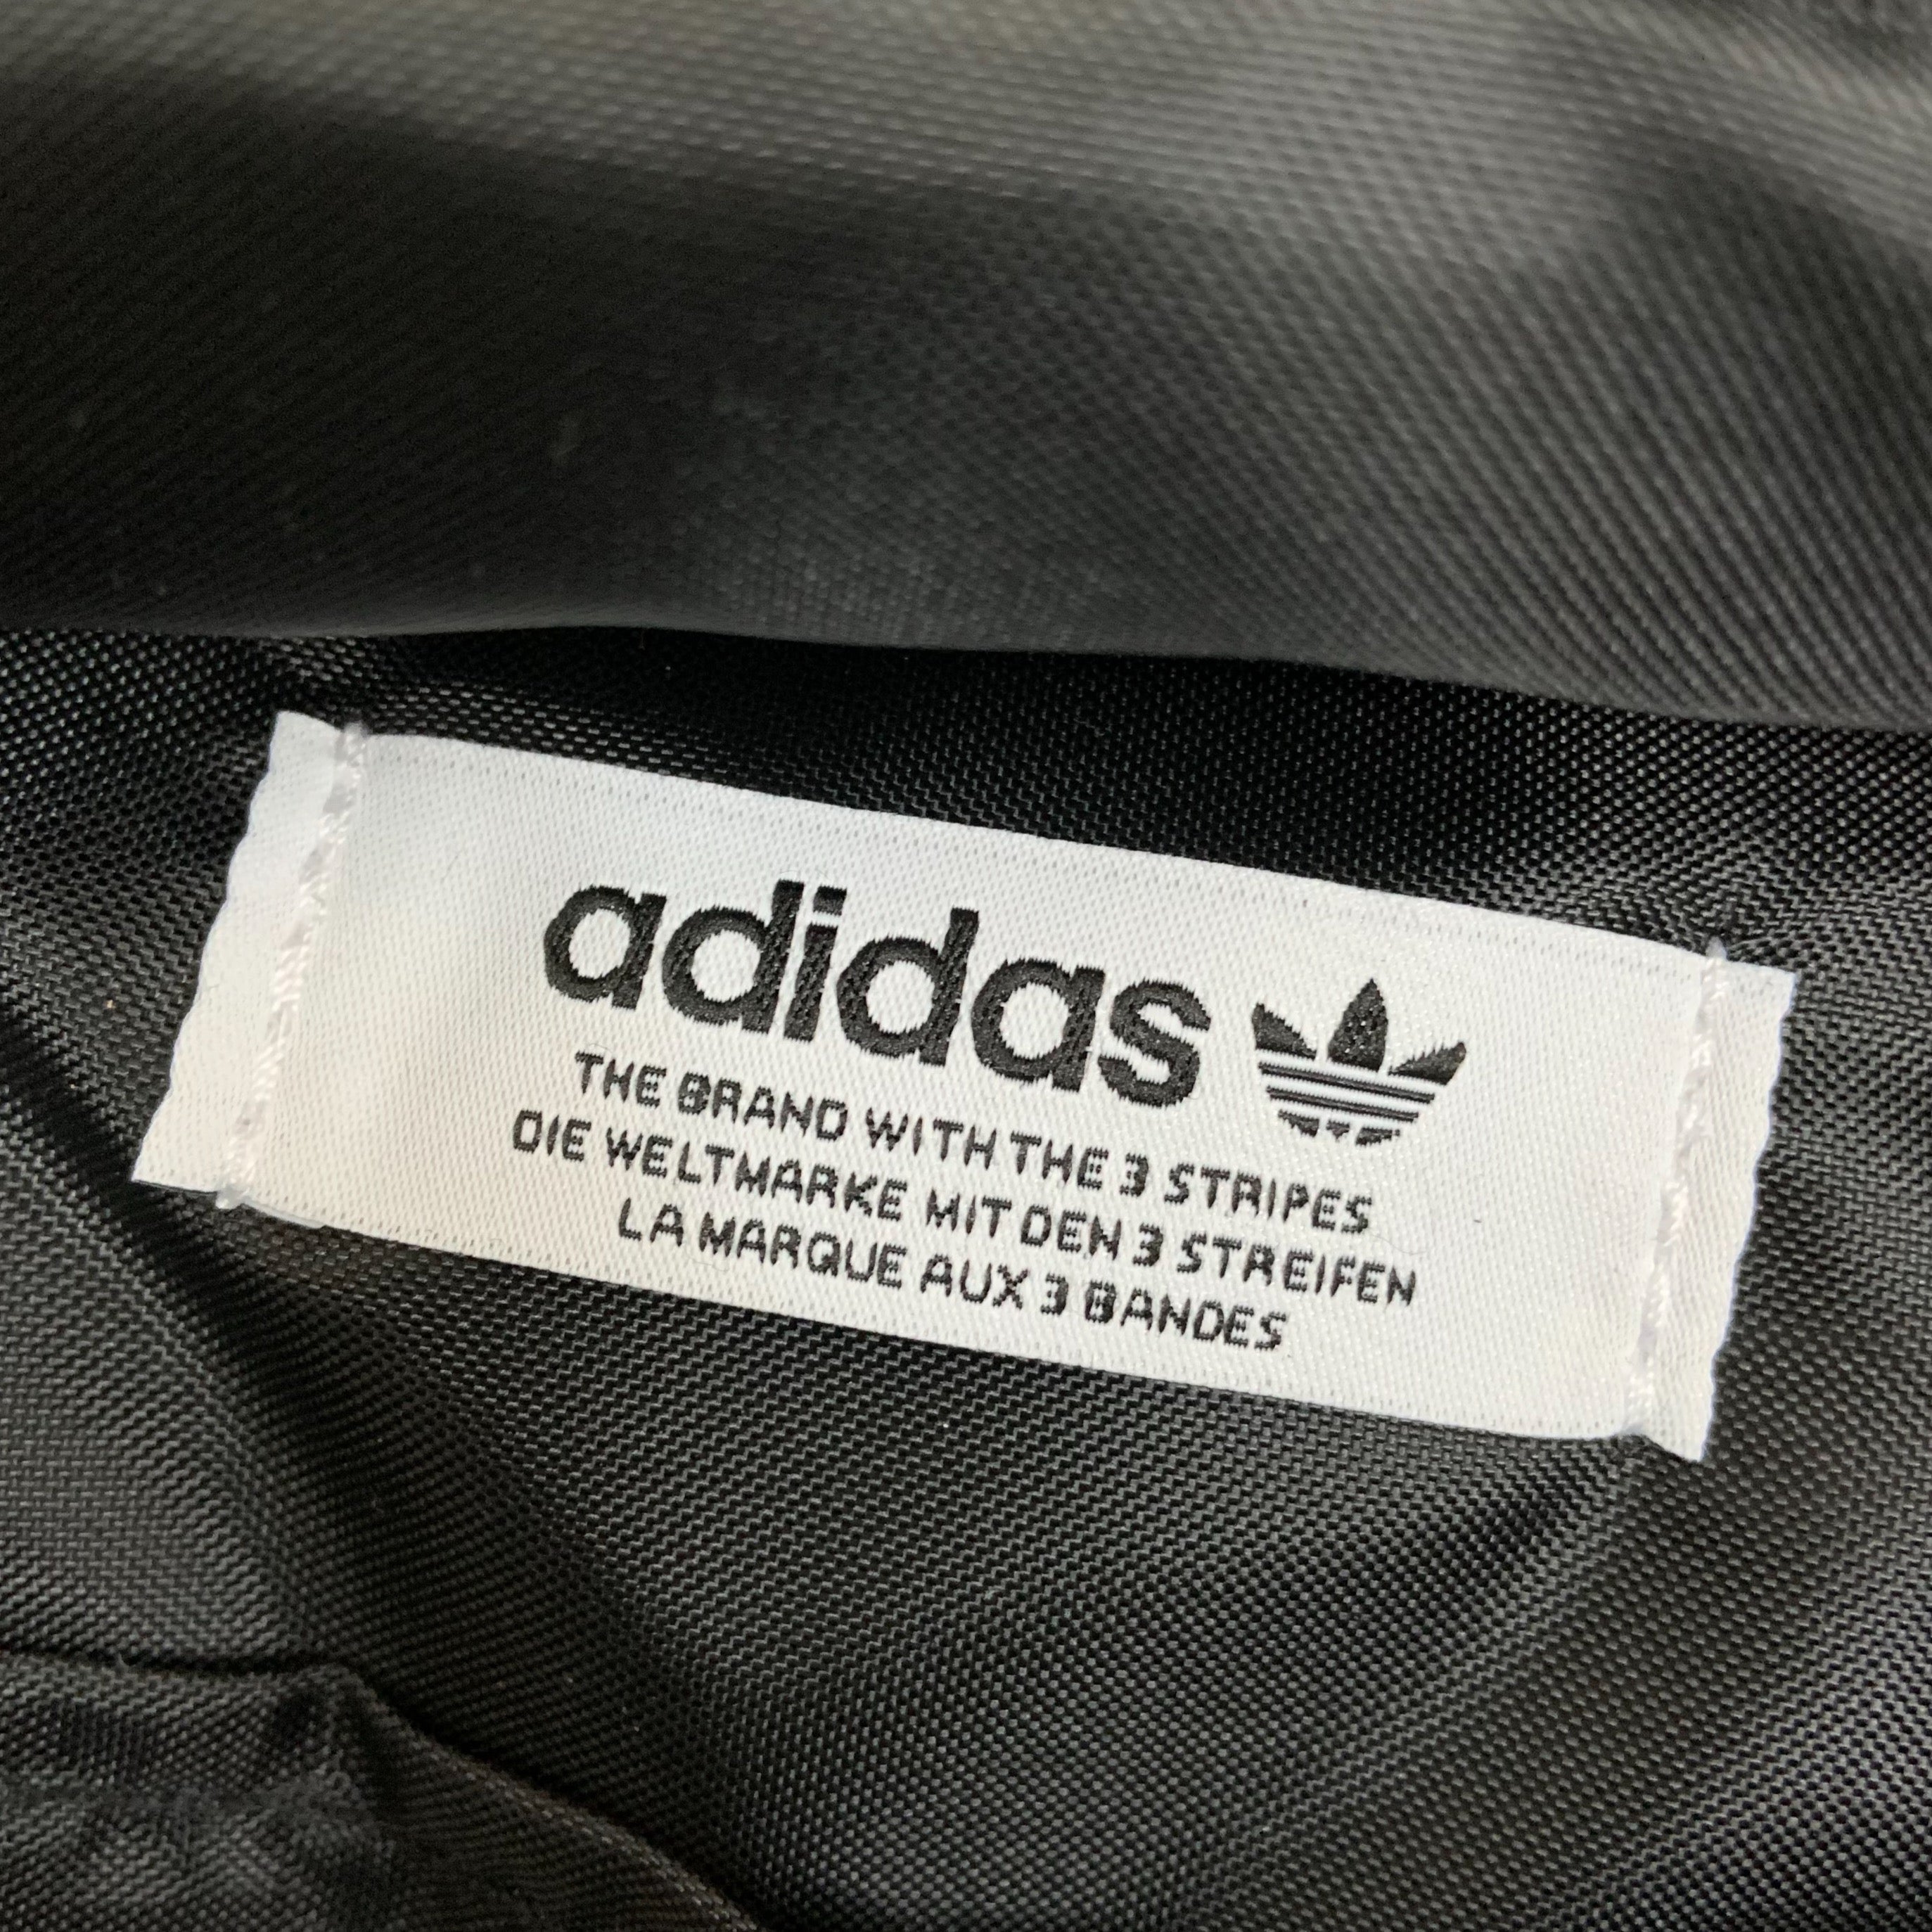 adidas
THE BRAND WITH THE 3 STRIPES
DIE WELTMARKE MIT DEN 3 STREIFEN
LA MARQUE AUX 3 BANDES